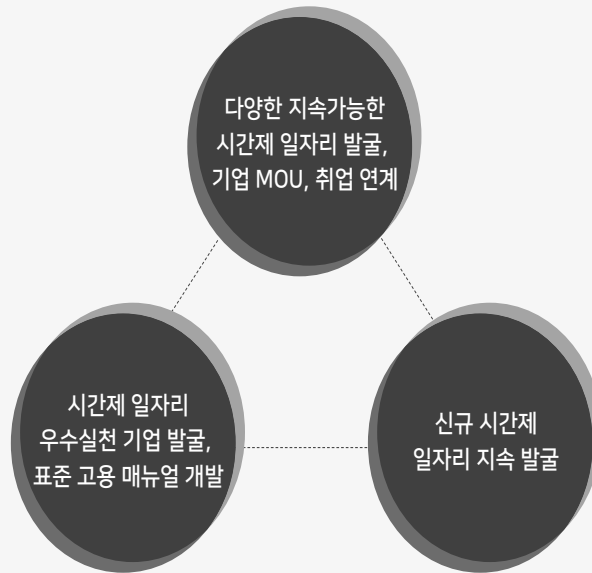 다양한 지속가능한
시간제 일자리 발굴,
기업 MOU, 취업 연계
시간제 일자리
우수실천 기업 발굴,
표준 고용 매뉴얼 개발
신규 시간제
일자리 지속 발굴